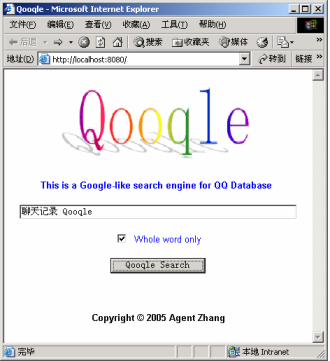 Qooqle - Microsoft Internet Explorer
文件(F) 编辑(E) 查看(V) 收藏(A) 工具(T) 帮助(H) »
后退 搜索 收藏夹 媒体 »
地址(D) http://localhost:8080/ 转到 链接 »
Qooqle
This is a Google-like search engine for QQ Database
聊天记录 Qooqle
Whole word only
Qooqle Search
Copyright © 2005 Agent Zhang
完毕 本地 Intranet